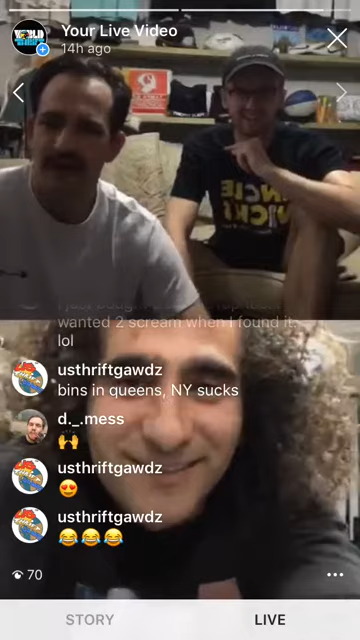 WORLD
Your Live Video
14h ago
wanted 2 scream when I found it.
lol
usthriftgawdz
bins in queens, NY sucks
d._.mess
🙌
usthriftgawdz
😍
usthriftgawdz
😂😂😂
70
STORY LIVE